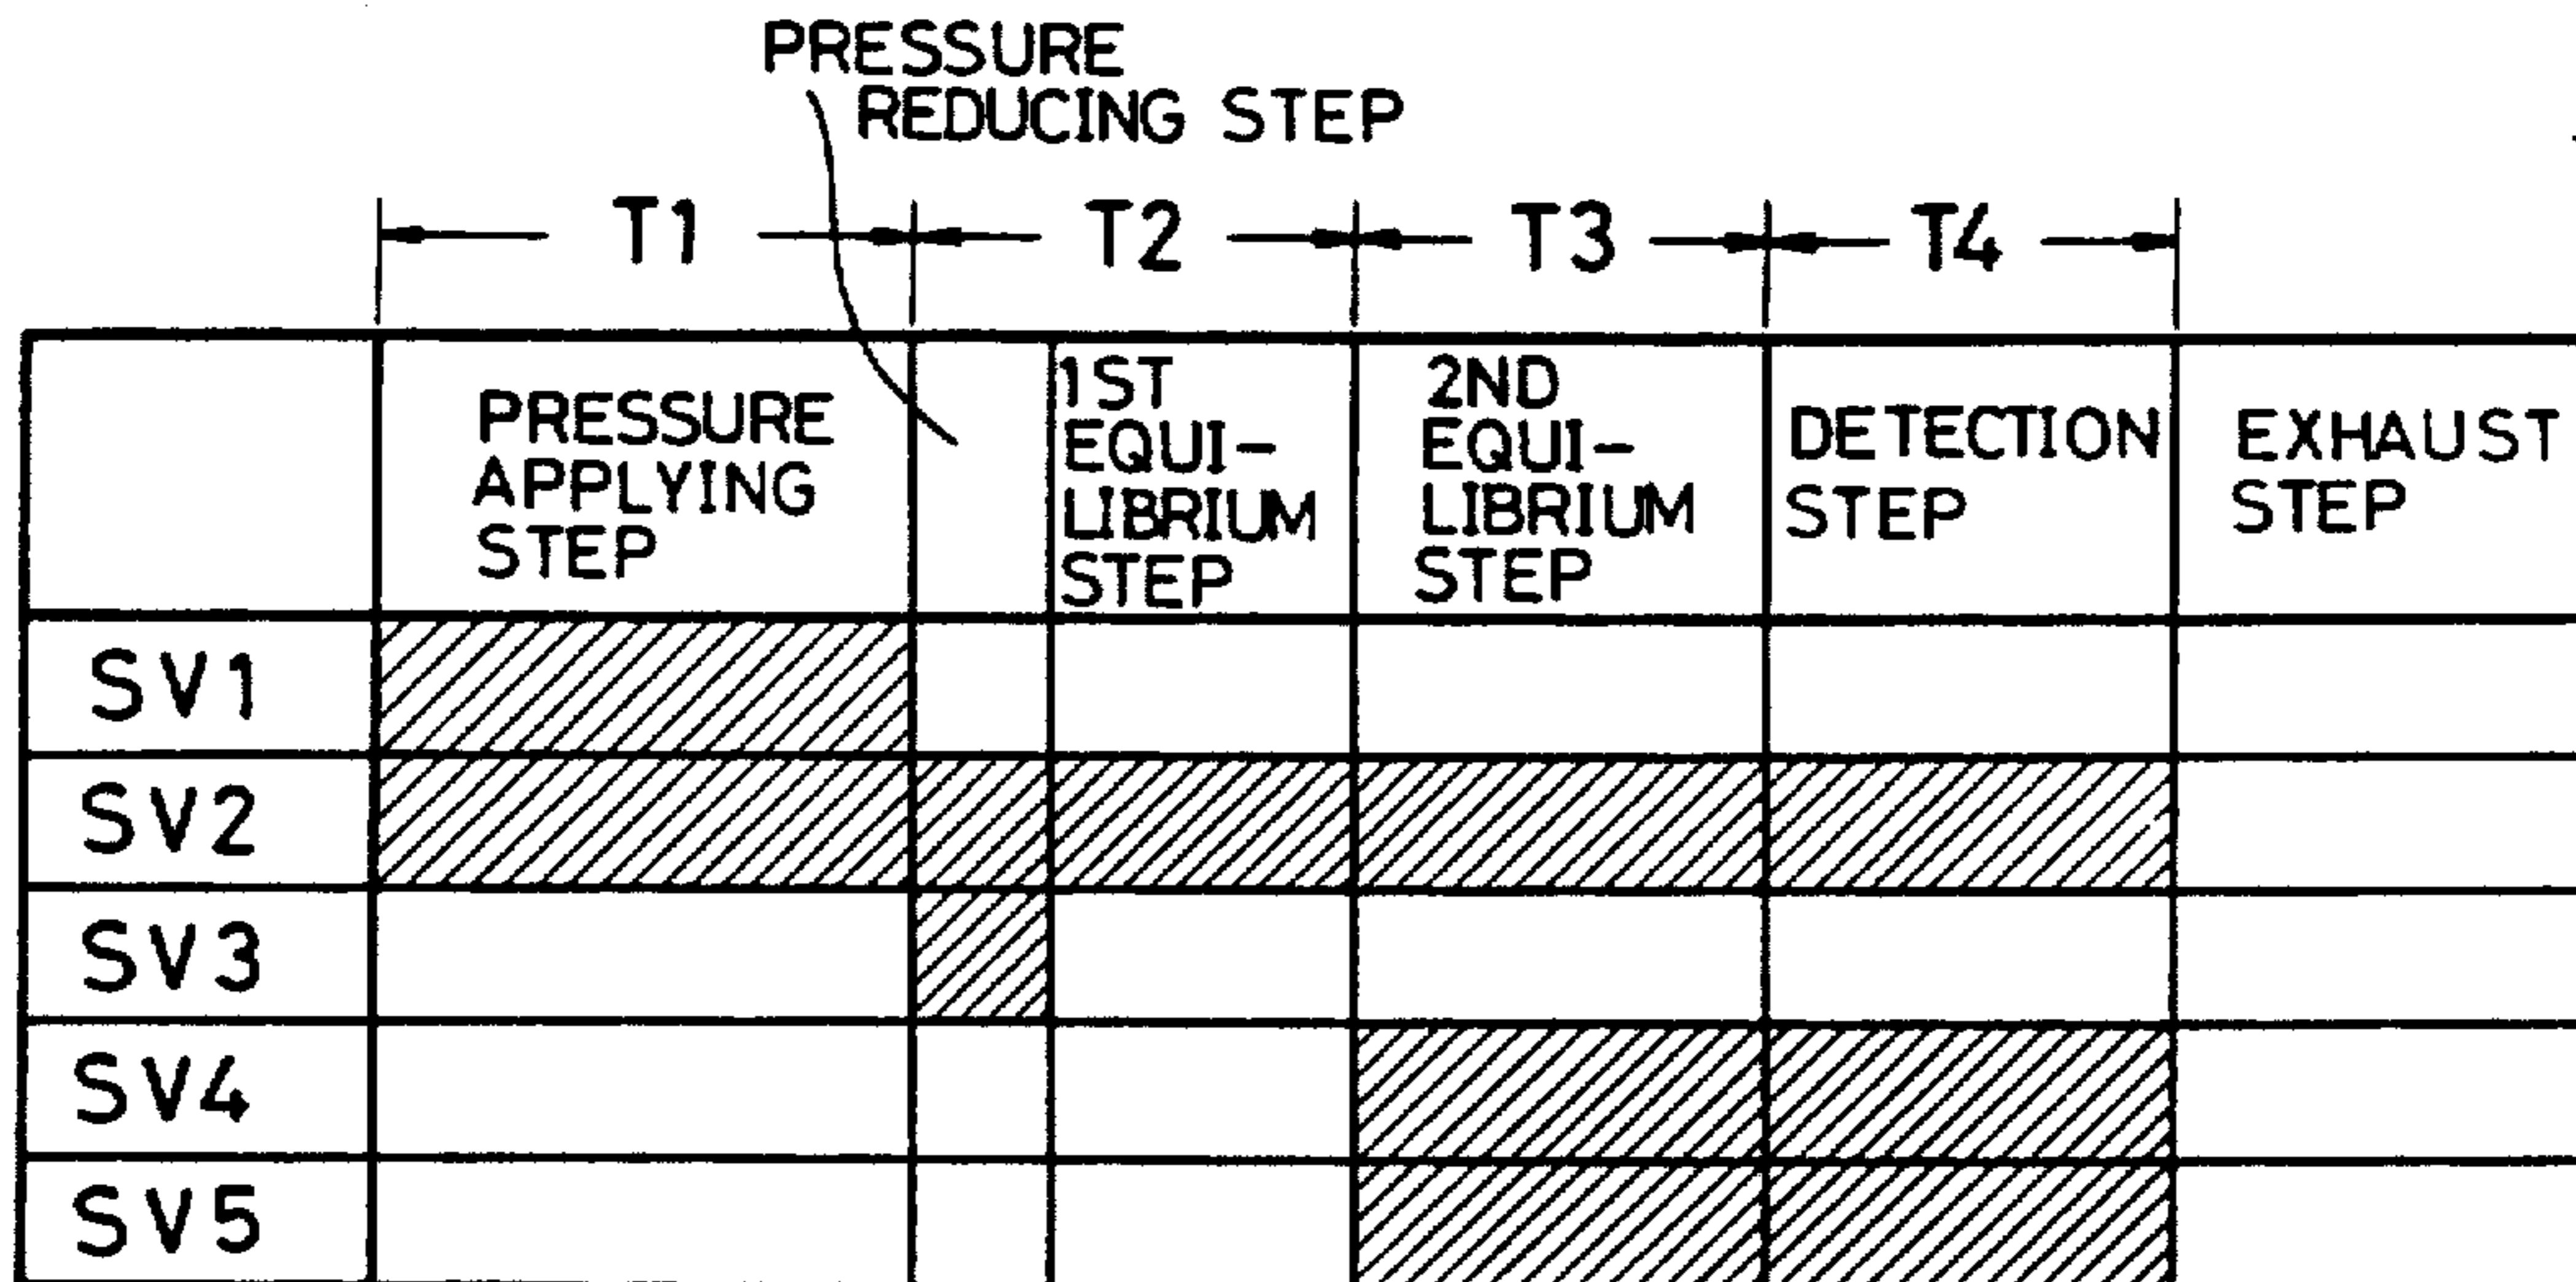 PRESSURE
REDUCING STEP
T1 T2 T3 T4
PRESSURE
APPLYING
STEP
1ST
EQUI-
LIBRIUM
STEP
2ND
EQUI-
LIBRIUM
STEP
DETECTION
STEP
EXHAUST
STEP
SV1
SV2
SV3
SV4
SV5